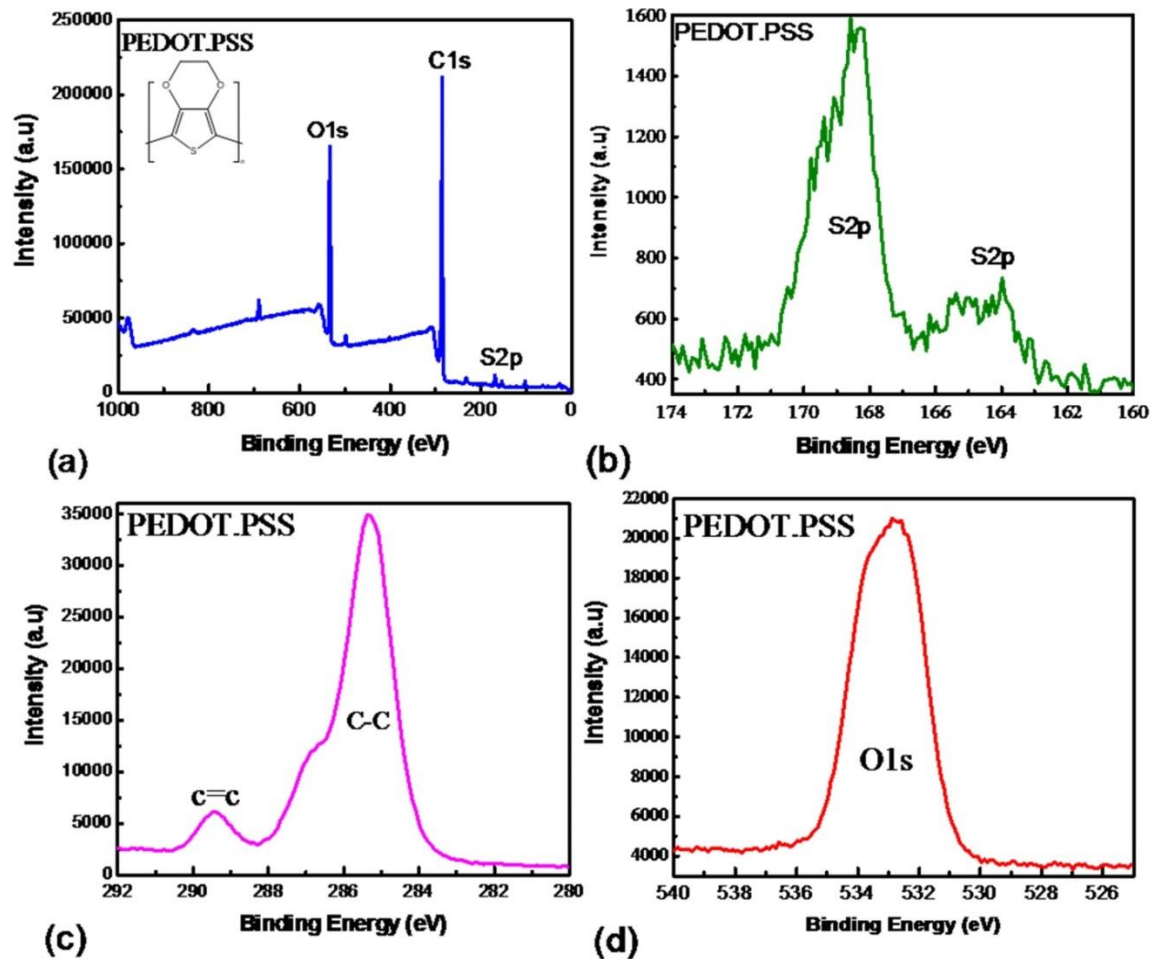 PEDOT.PSS
O
O
S
n
O1s
C1s
S2p
250000
200000
150000
100000
50000
0
1000
800
600
400
200
0
Intensity (a.u)
Binding Energy (eV)
(a)
PEDOT.PSS
S2p
S2p
1600
1400
1200
1000
800
600
400
174
172
170
168
166
164
162
160
Intensity (a.u)
Binding Energy (eV)
(b)
PEDOT.PSS
C=C
C-C
35000
30000
25000
20000
15000
10000
5000
0
292
290
288
286
284
282
280
Intensity (a.u)
Binding Energy (eV)
(c)
PEDOT.PSS
O1s
22000
20000
18000
16000
14000
12000
10000
8000
6000
4000
540
538
536
534
532
530
528
526
Intensity (a.u)
Binding Energy (eV)
(d)